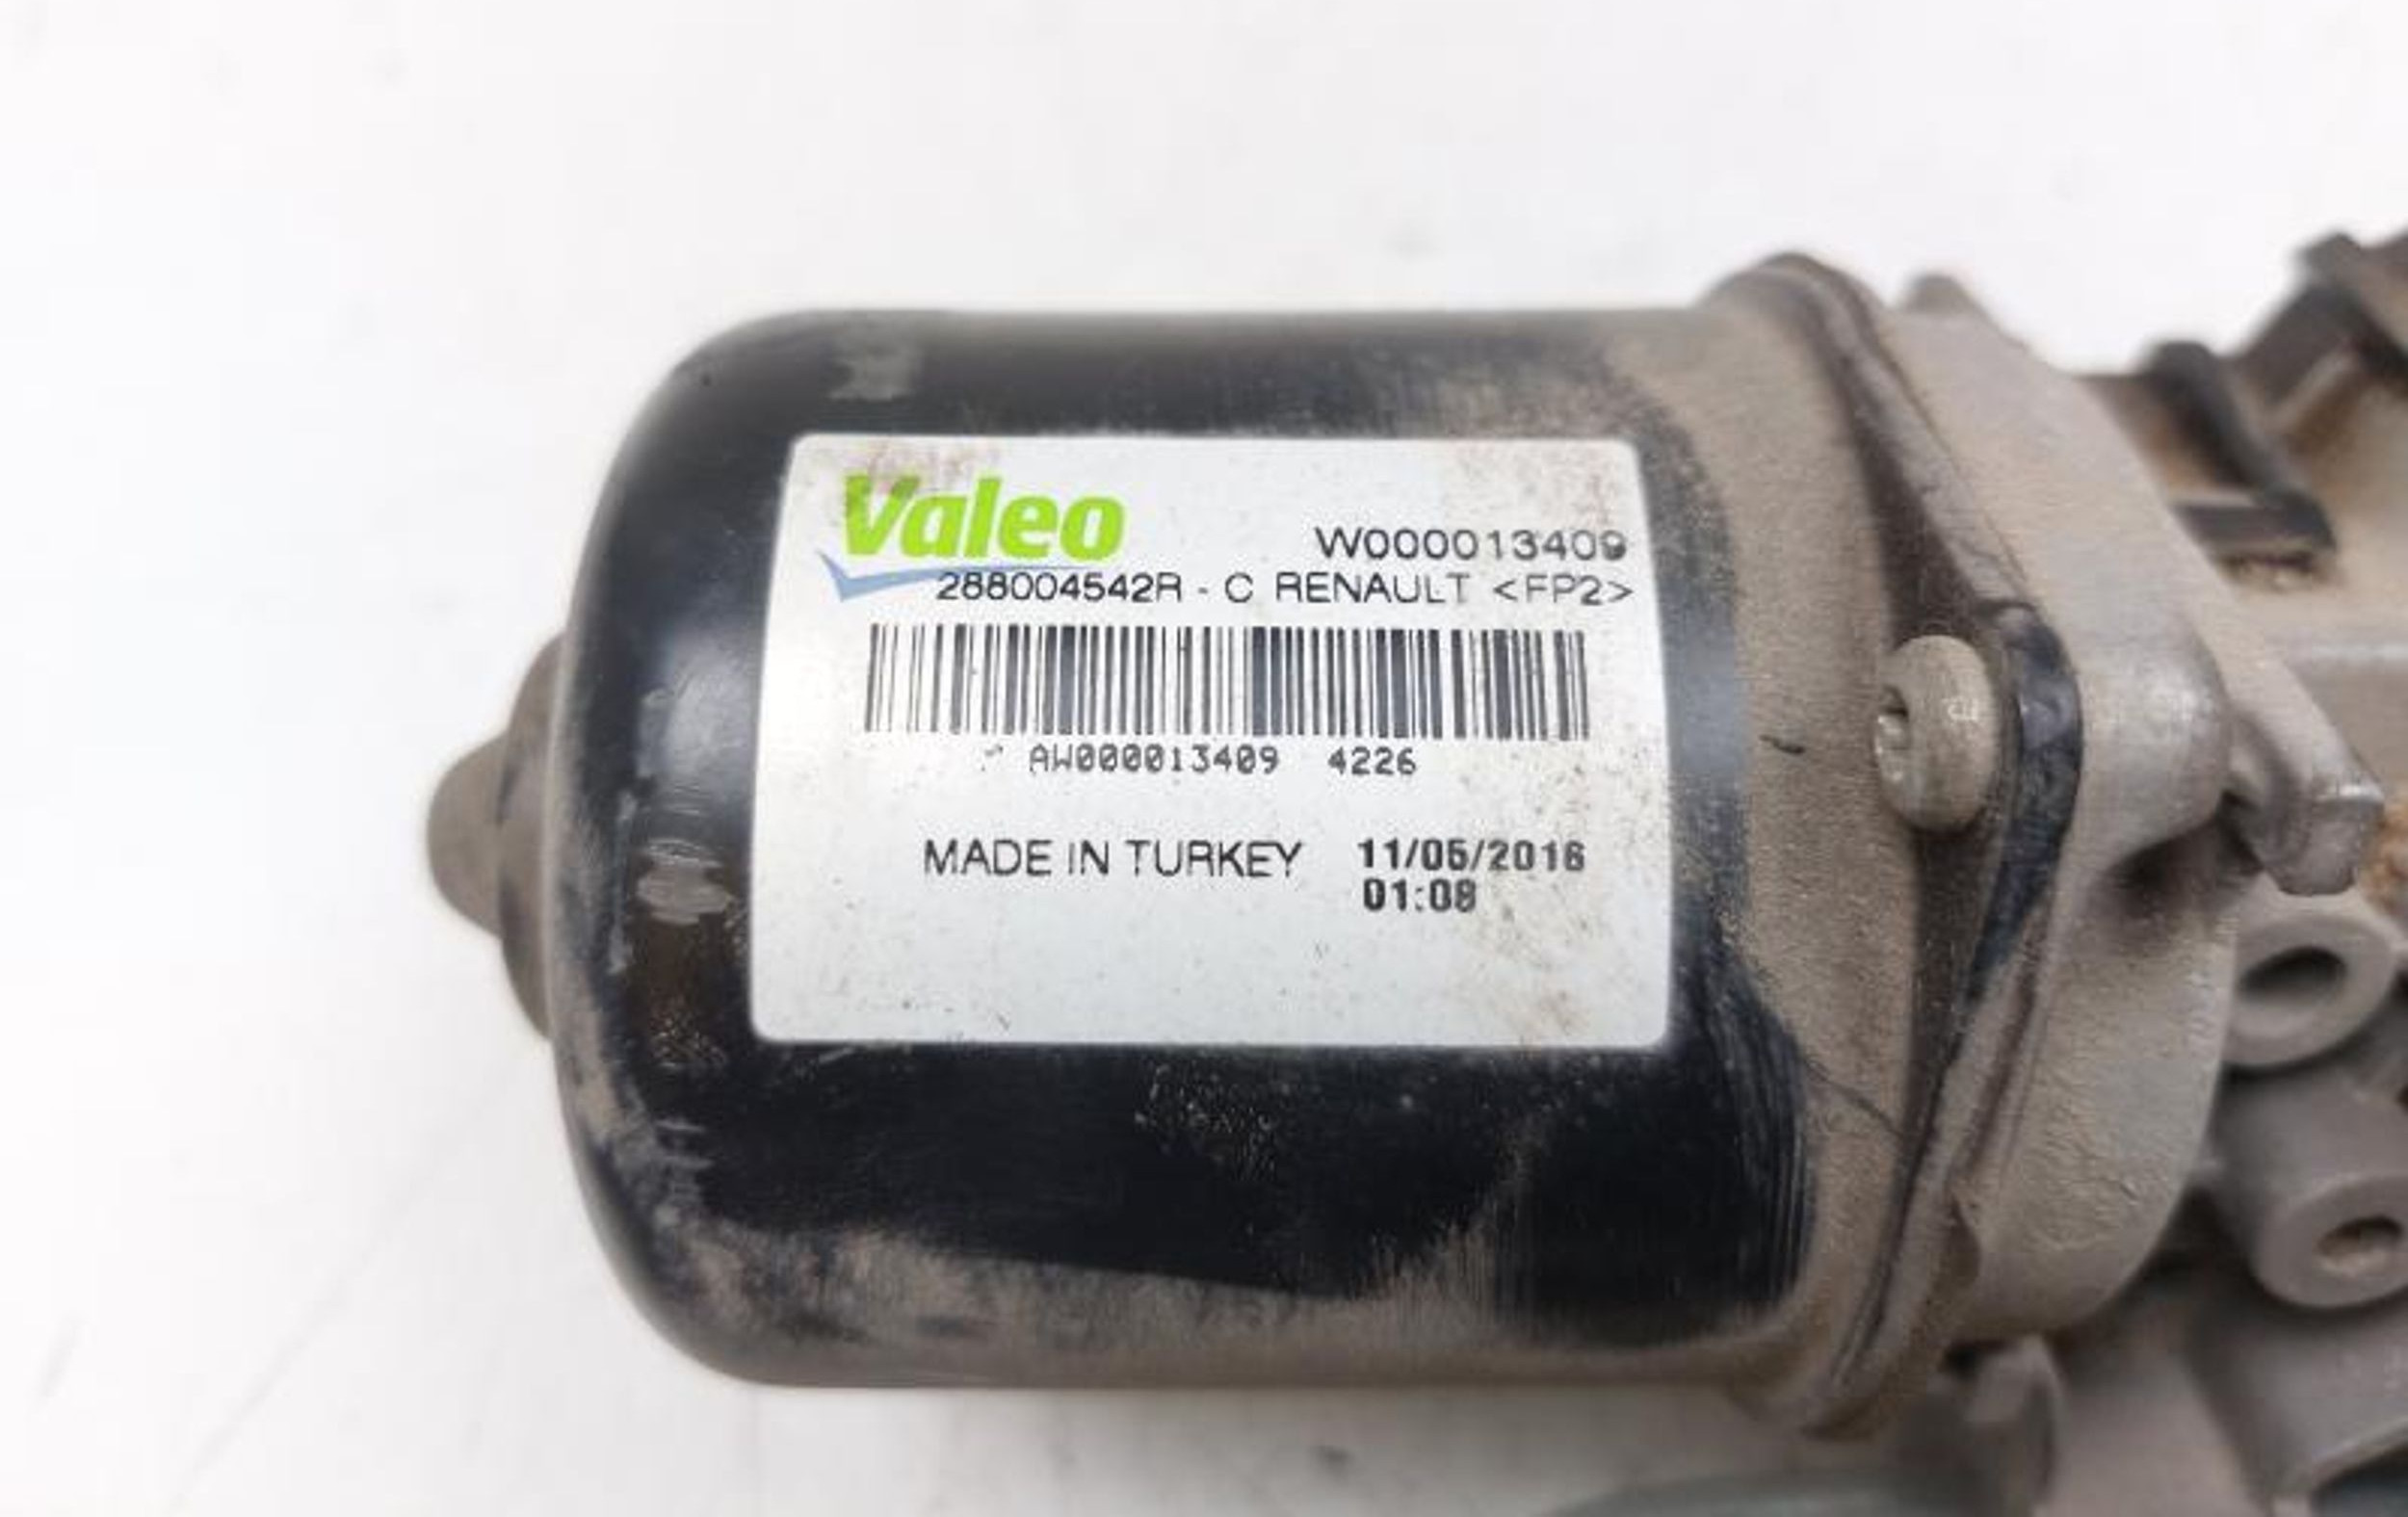 Valeo
W000013409
288004542R - C RENAULT <FP2>
AW000013409 4226
MADE IN TURKEY 11/05/2016
01:08